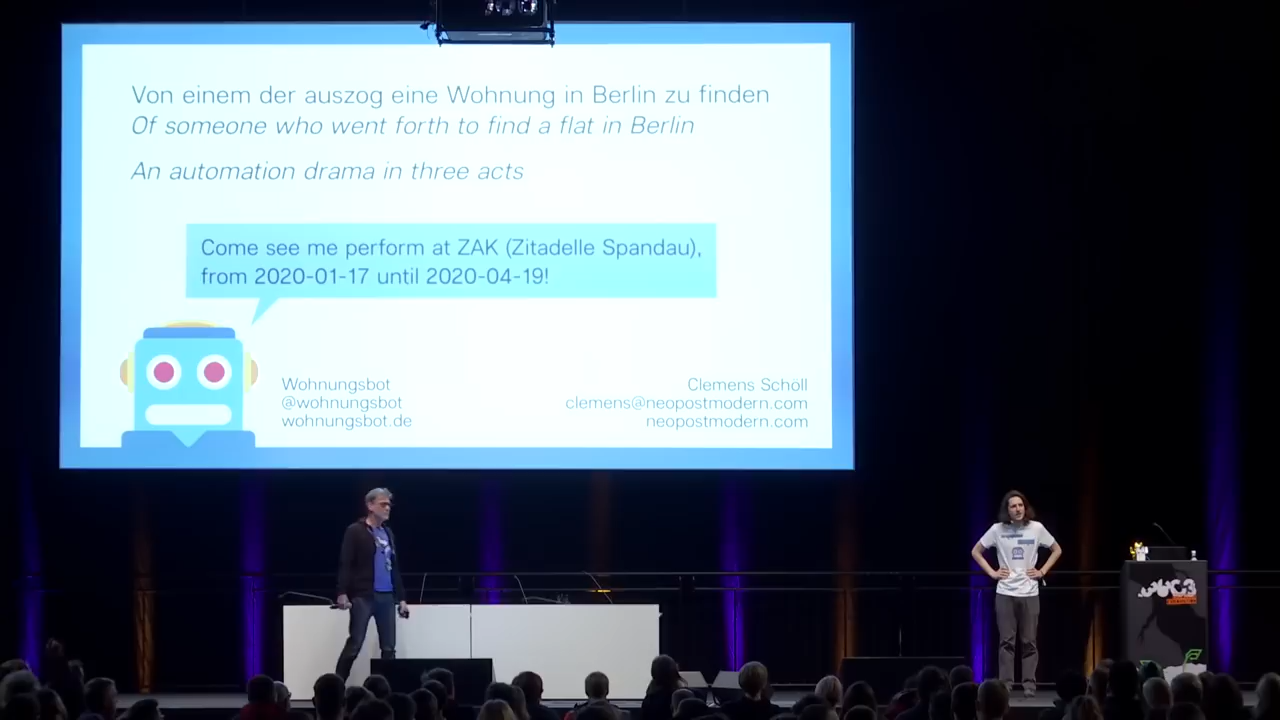 Von einem der auszog eine Wohnung in Berlin zu finden
Of someone who went forth to find a flat in Berlin
An automation drama in three acts
Come see me perform at ZAK (Zitadelle Spandau),
from 2020-01-17 until 2020-04-19!
Wohnungsbot
@wohnungsbot
wohnungsbot.de
Clemens Schöll
clemens@neopostmodern.com
neopostmodern.com